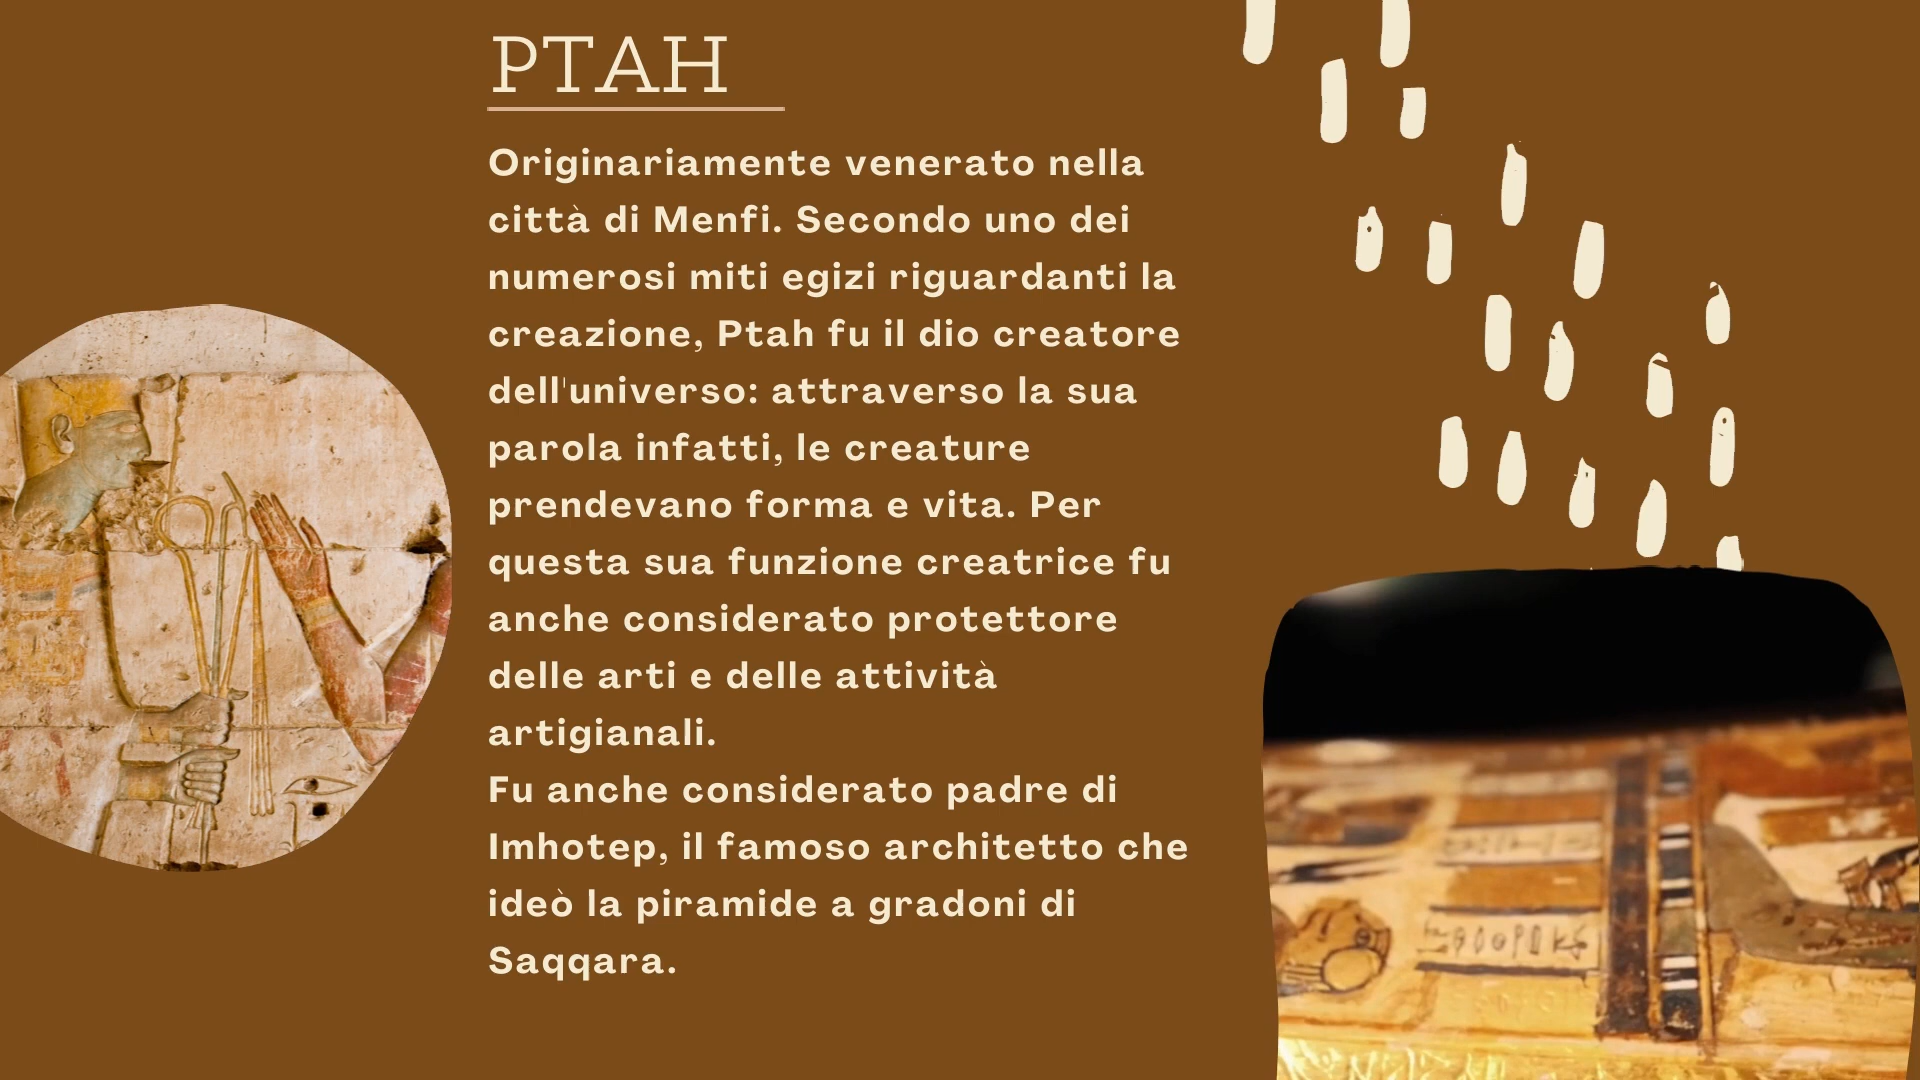 PTAH
Originariamente venerato nella
città di Menfi. Secondo uno dei
numerosi miti egizi riguardanti la
creazione, Ptah fu il dio creatore
dell'universo: attraverso la sua
parola infatti, le creature
prendevano forma e vita. Per
questa sua funzione creatrice fu
anche considerato protettore
delle arti e delle attività
artigianali.
Fu anche considerato padre di
Imhotep, il famoso architetto che
ideò la piramide a gradoni di
Saqqara.